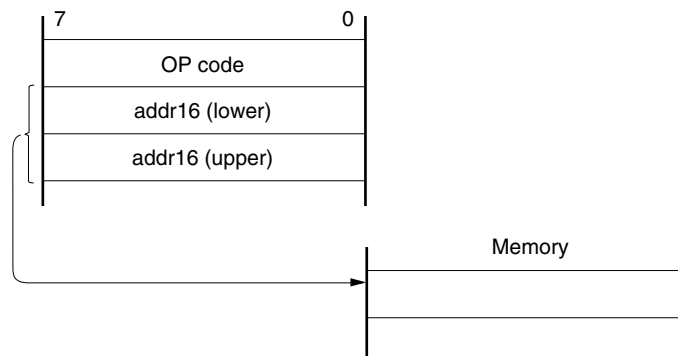 7 0
OP code
addr16 (lower)
addr16 (upper)
Memory